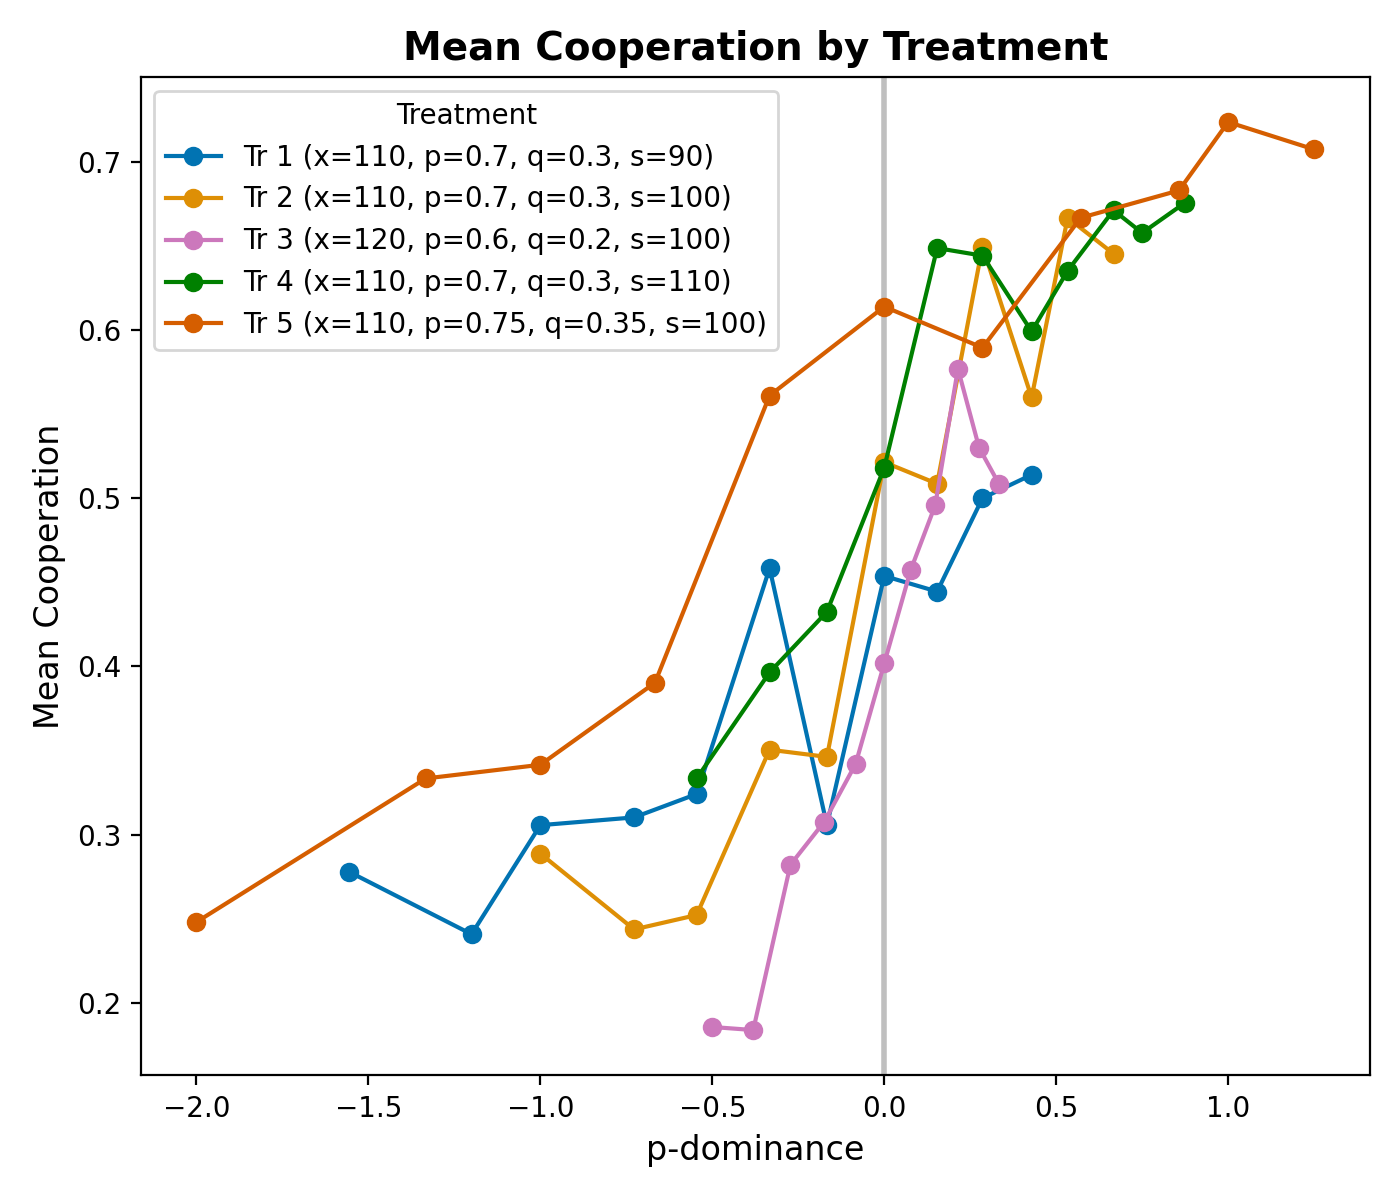 Mean Cooperation by Treatment
Treatment
Tr 1 (x=110, p=0.7, q=0.3, s=90)
Tr 2 (x=110, p=0.7, q=0.3, s=100)
Tr 3 (x=120, p=0.6, q=0.2, s=100)
Tr 4 (x=110, p=0.7, q=0.3, s=110)
Tr 5 (x=110, p=0.75, q=0.35, s=100)
Mean Cooperation
0.7
0.6
0.5
0.4
0.3
0.2
−2.0 −1.5 −1.0 −0.5 0.0 0.5 1.0
p-dominance